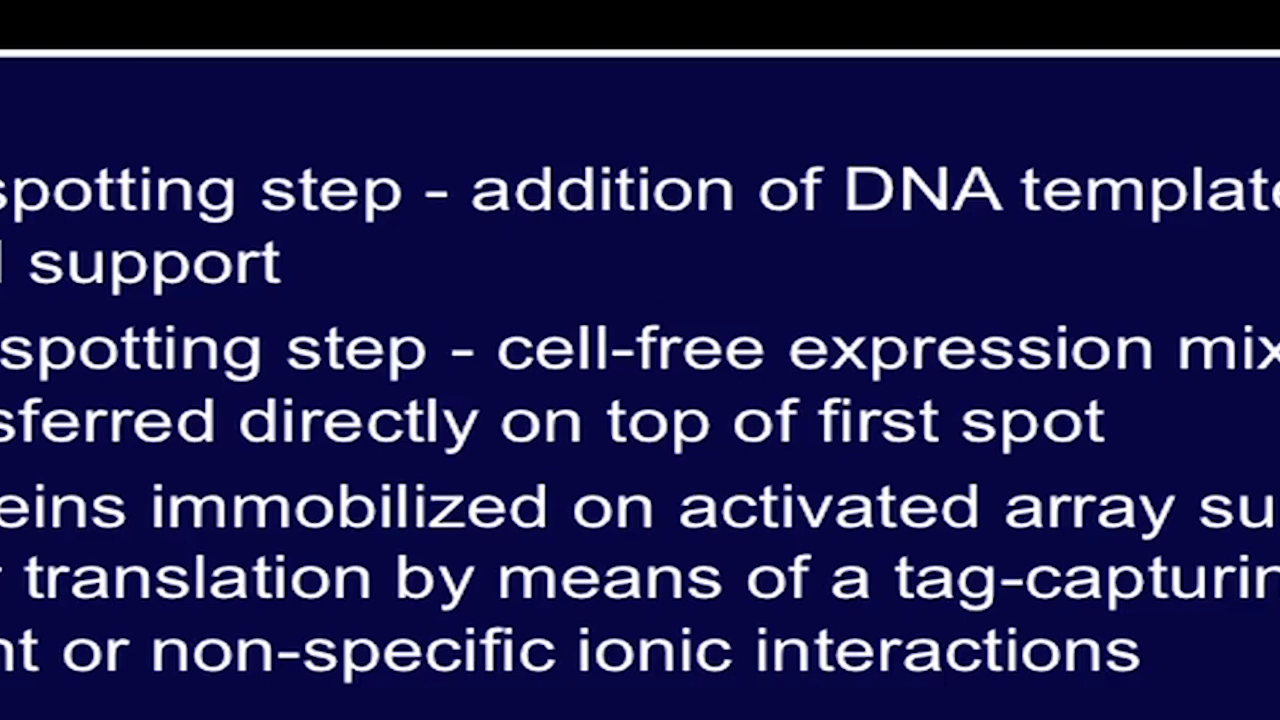 spotting step - addition of DNA template
support
spotting step - cell-free expression mix
sferred directly on top of first spot
eins immobilized on activated array su
translation by means of a tag-capturin
nt or non-specific ionic interactions